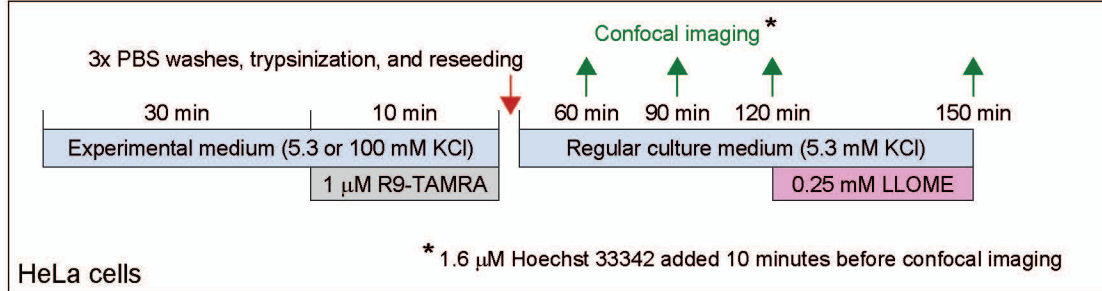 Confocal imaging *
3x PBS washes, trypsinization, and reseeding
30 min 10 min 60 min 90 min 120 min 150 min
Experimental medium (5.3 or 100 mM KCl) Regular culture medium (5.3 mM KCl)
1 μM R9-TAMRA 0.25 mM LLOME
* 1.6 μM Hoechst 33342 added 10 minutes before confocal imaging
HeLa cells